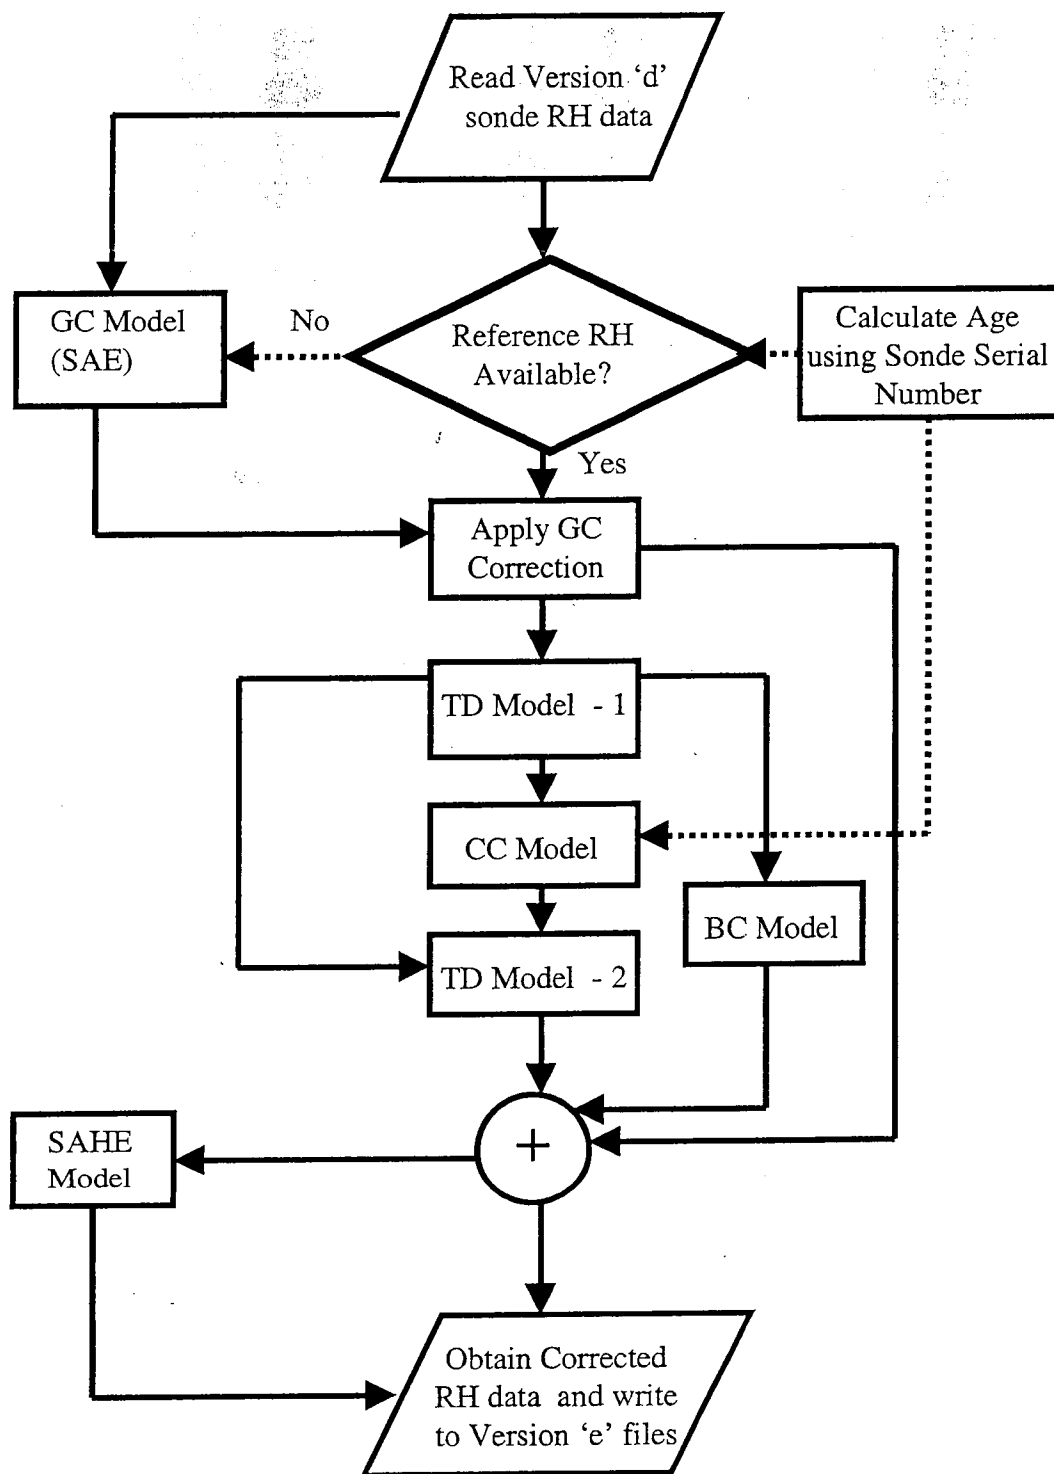 Read Version ‘d’
sonde RH data
GC Model
(SAE)
No
Reference RH
Available?
Calculate Age
using Sonde Serial
Number
Yes
Apply GC
Correction
TD Model - 1
CC Model
BC Model
TD Model - 2
+
SAHE
Model
Obtain Corrected
RH data and write
to Version ‘e’ files